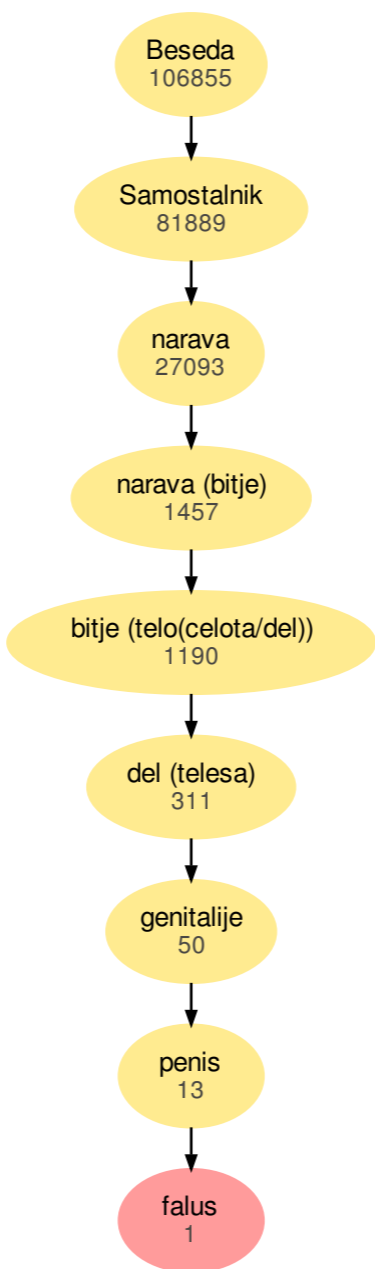 Beseda
106855
Samostalnik
81889
narava
27093
narava (bitje)
1457
bitje (telo(celota/del))
1190
del (telesa)
311
genitalije
50
penis
13
falus
1